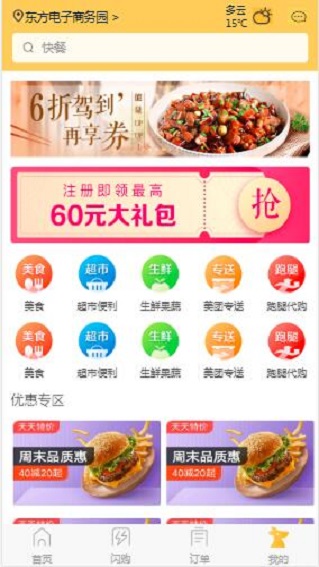 东方电子商务园 >
多云
15℃
快餐
6折驾到
再享券
注册即领最高
60元大礼包
抢
美食 超市 生鲜 专送 跑腿
美食 超市便利 生鲜果蔬 美团专送 跑腿代购
美食 超市 生鲜 专送 跑腿
美食 超市便利 生鲜果蔬 美团专送 跑腿代购
优惠专区
天天特价 天天特价
周末品质惠 周末品质惠
40减20起 40减20起
首页 闪购 订单 我的